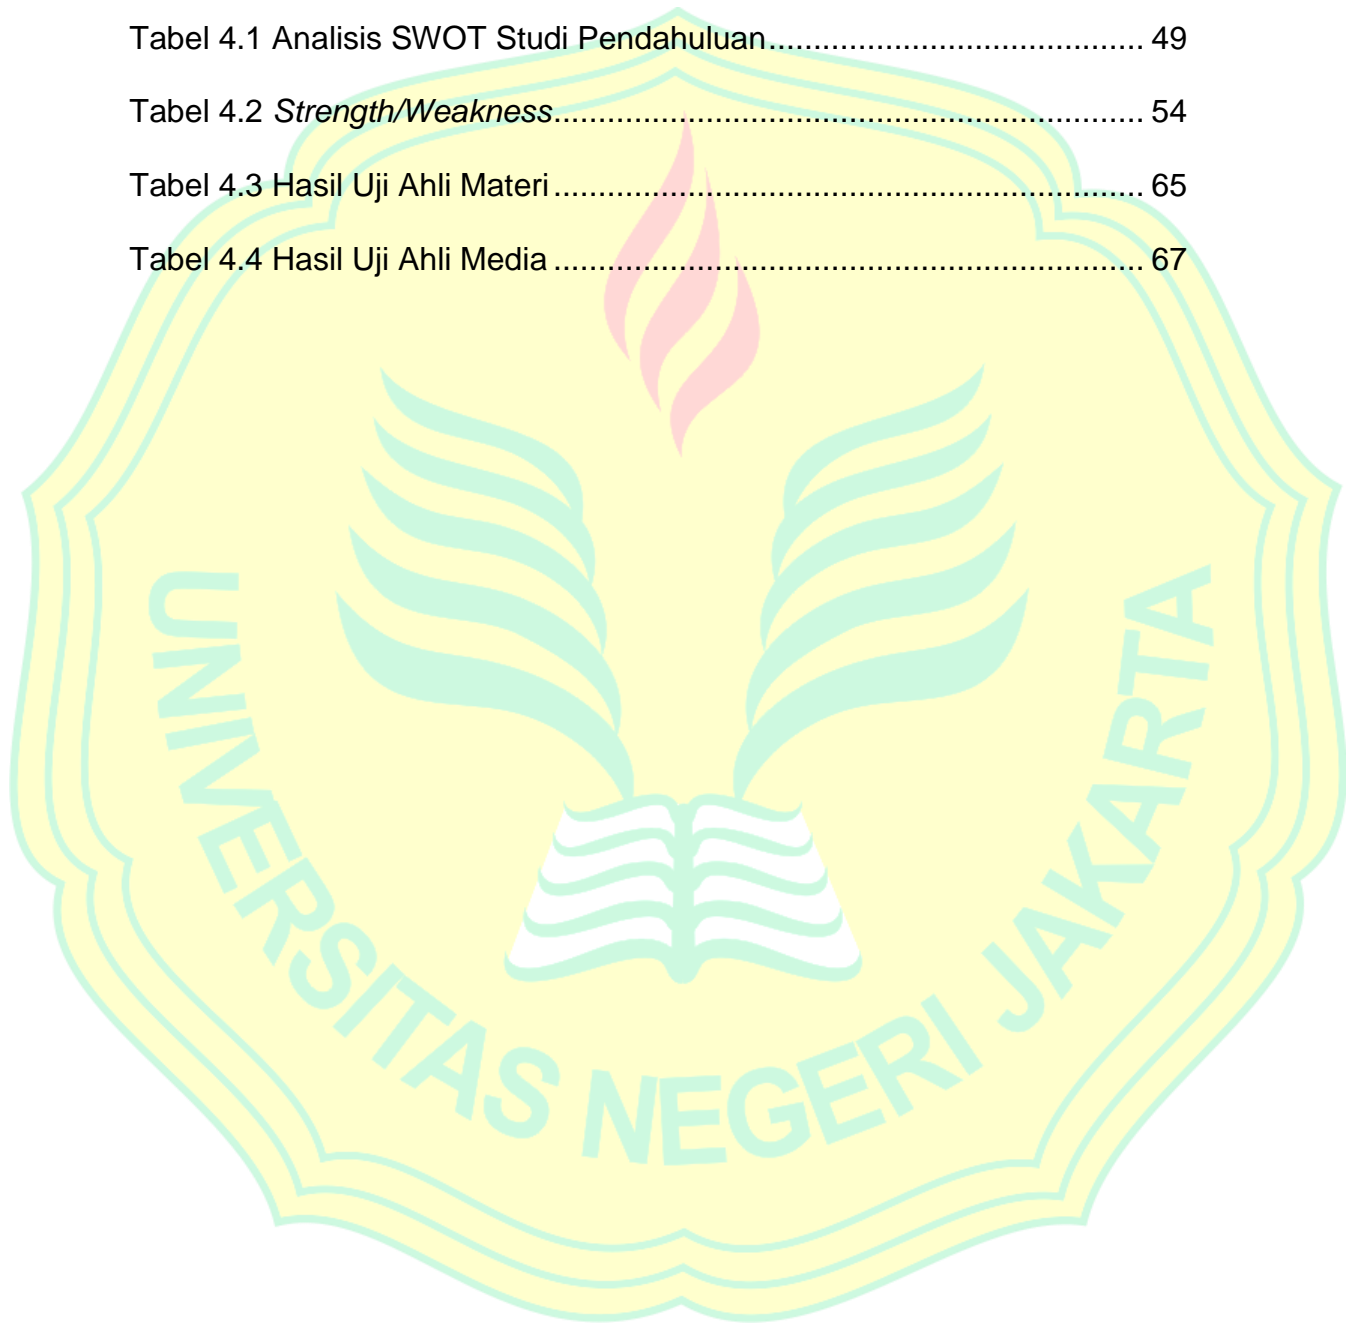 Tabel 4.1 Analisis SWOT Studi Pendahuluan.......................................... 49
Tabel 4.2 Strength/Weakness.................................................................. 54
Tabel 4.3 Hasil Uji Ahli Materi.................................................................. 65
Tabel 4.4 Hasil Uji Ahli Media.................................................................. 67
UNIVERSITAS NEGERI JAKARTA